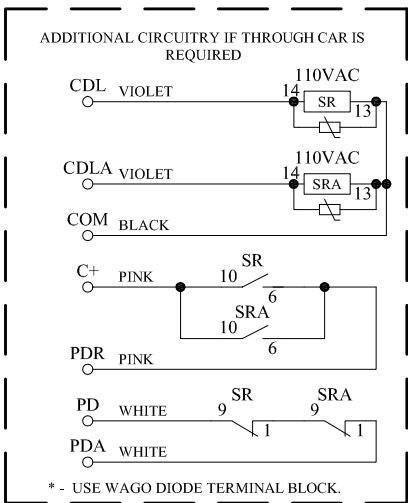 ADDITIONAL CIRCUITRY IF THROUGH CAR IS
REQUIRED
110VAC
CDL VIOLET 14 SR 13
110VAC
CDLA VIOLET 14 SRA 13
COM BLACK
SR
C+ PINK 10 6
SRA
10 6
PDR PINK
SR SRA
PD WHITE 9 1 9 1
PDA WHITE
* - USE WAGO DIODE TERMINAL BLOCK.